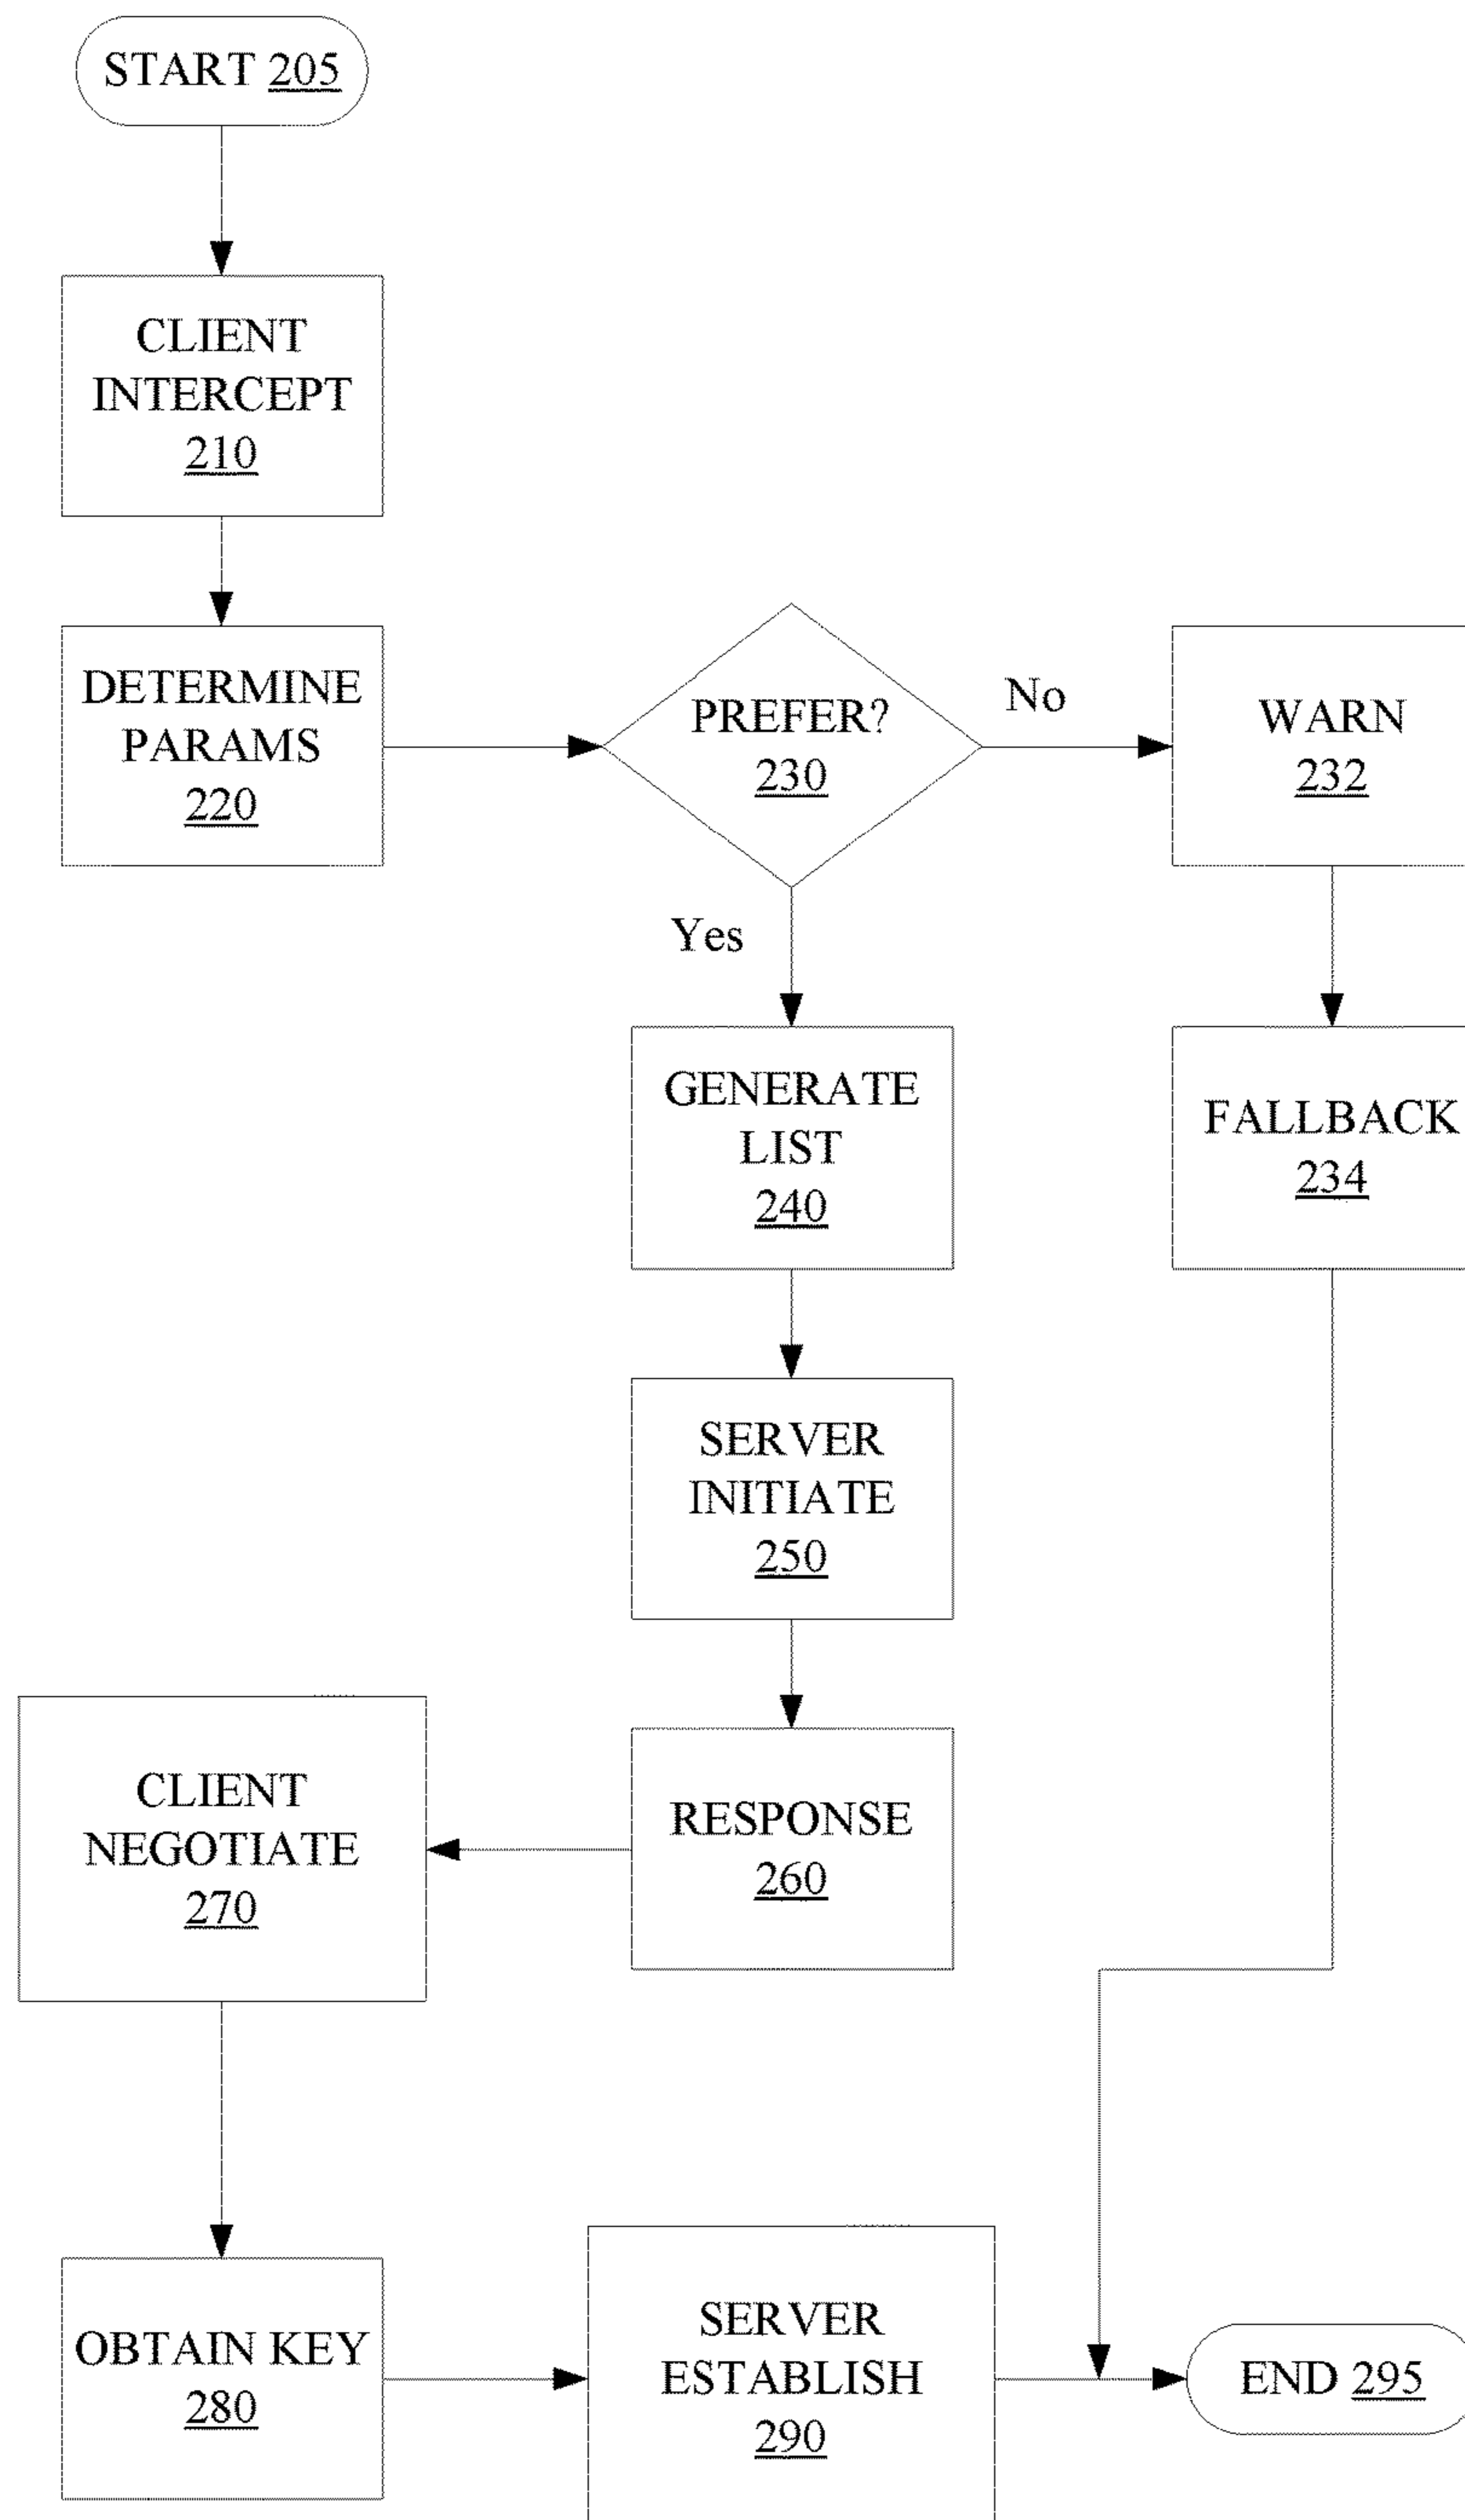 START 205
CLIENT
INTERCEPT
210
DETERMINE
PARAMS
220
PREFER?
230
No
WARN
232
Yes
GENERATE
LIST
240
FALLBACK
234
SERVER
INITIATE
250
RESPONSE
260
CLIENT
NEGOTIATE
270
OBTAIN KEY
280
SERVER
ESTABLISH
290
END 295